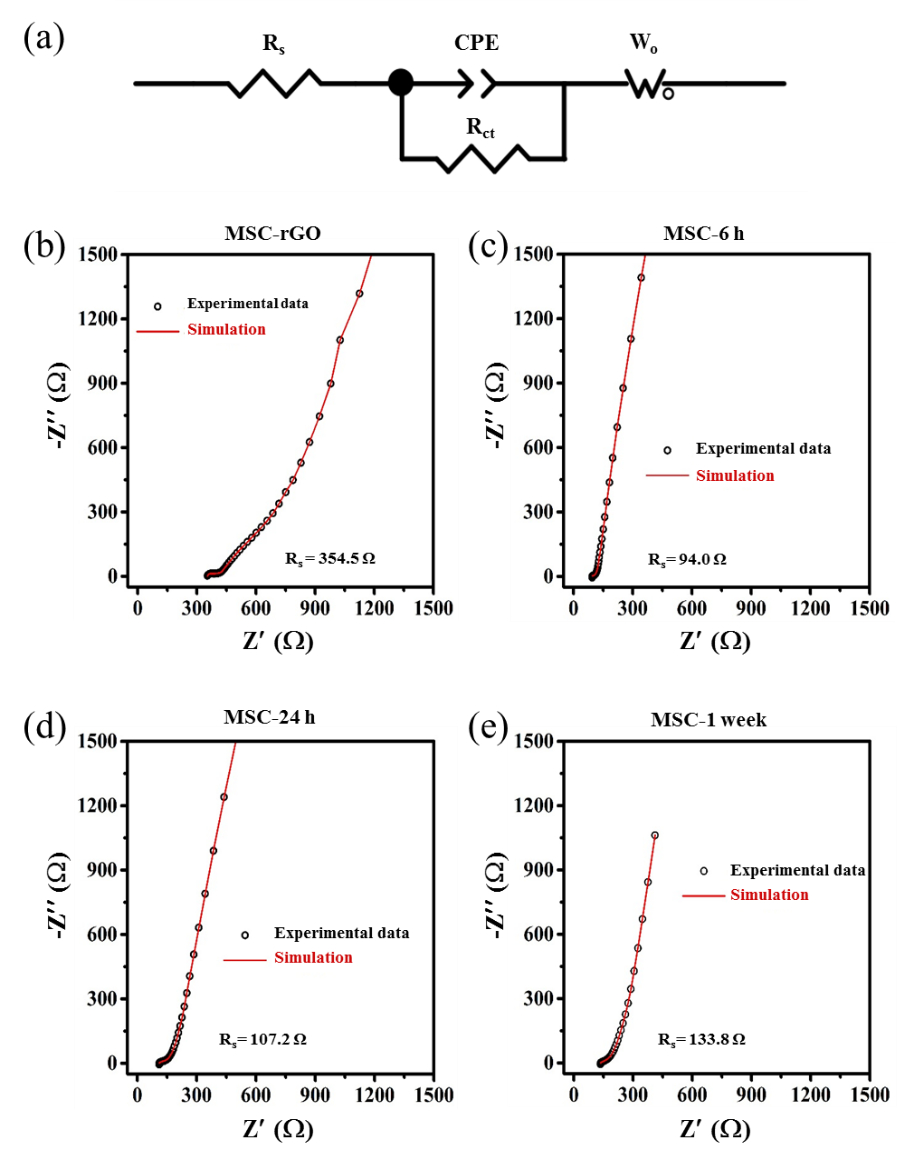 (a)
Rs
CPE
Wo
Rct
(b)
MSC-rGO
1500
1200
900
600
300
0
-Z′′ (Ω)
Experimental data
Simulation
Rs= 354.5 Ω
0 300 600 900 1200 1500
Z′ (Ω)
(c)
MSC-6 h
1500
1200
900
600
300
0
-Z′′ (Ω)
Experimental data
Simulation
Rs= 94.0 Ω
0 300 600 900 1200 1500
Z′ (Ω)
(d)
MSC-24 h
1500
1200
900
600
300
0
-Z′′ (Ω)
Experimental data
Simulation
Rs= 107.2 Ω
0 300 600 900 1200 1500
Z′ (Ω)
(e)
MSC-1 week
1500
1200
900
600
300
0
-Z′′ (Ω)
Experimental data
Simulation
Rs= 133.8 Ω
0 300 600 900 1200 1500
Z′ (Ω)